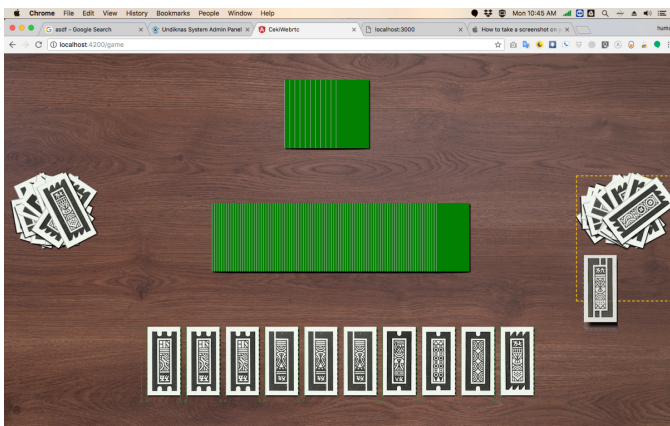 Chrome File Edit View History Bookmarks People Window Help Mon 10:45 AM
asdf - Google Search Undiknas System Admin Panel CekiWebrtc localhost:3000 How to take a screenshot on
localhost:4200/game